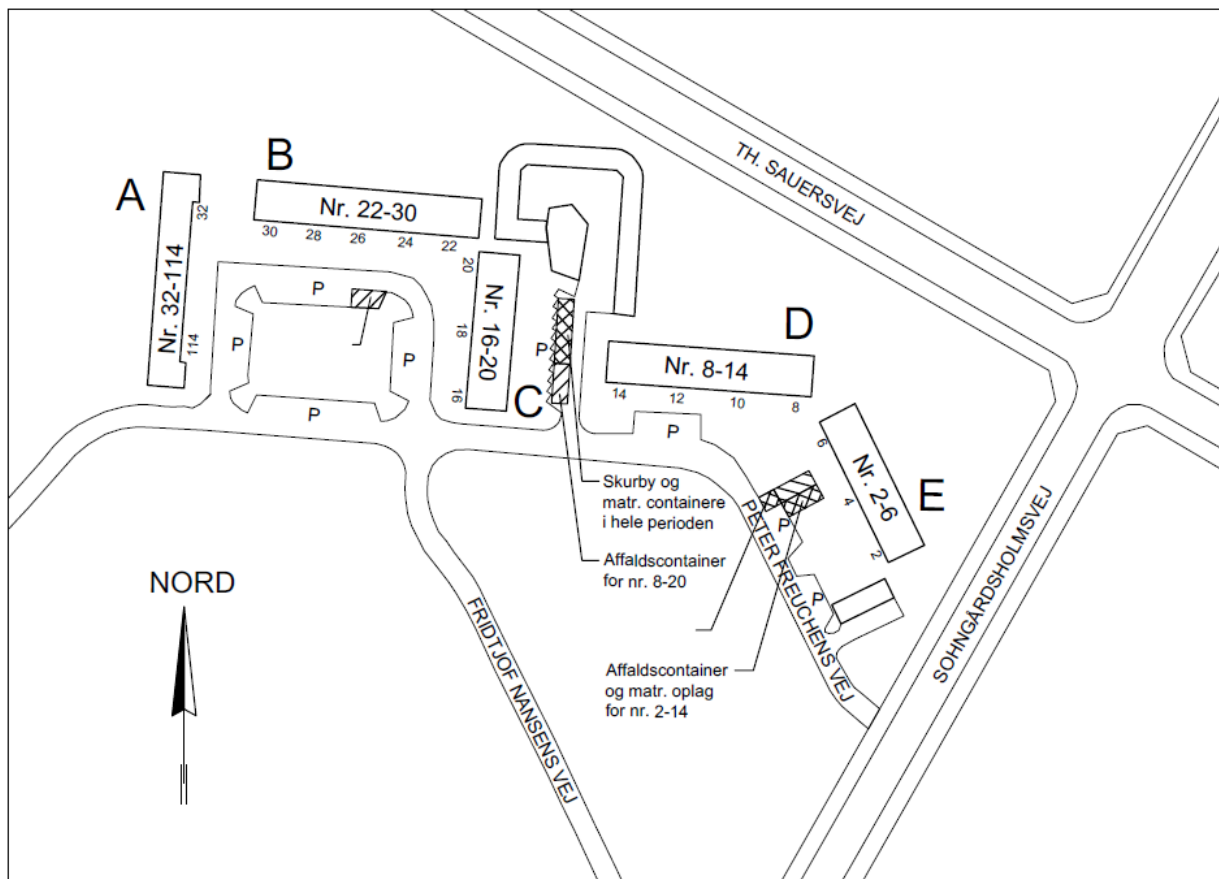 TH. SAUERSVEJ
B
A
Nr. 22-30
32
30
28
26
24
22
Nr. 32-114
114
20
Nr. 16-20
18
16
P
P
P
P
P
C
D
Nr. 8-14
14
12
10
8
P
6
Nr. 2-6
4
2
E
Skurby og
matr. containere
i hele perioden
Affaldscontainer
for nr. 8-20
P
P
PETER FREUCHENS VEJ
SOHNGÅRDSHOLMSVEJ
NORD
FRIDTJOF NANSENS VEJ
Affaldscontainer
og matr. oplag
for nr. 2-14